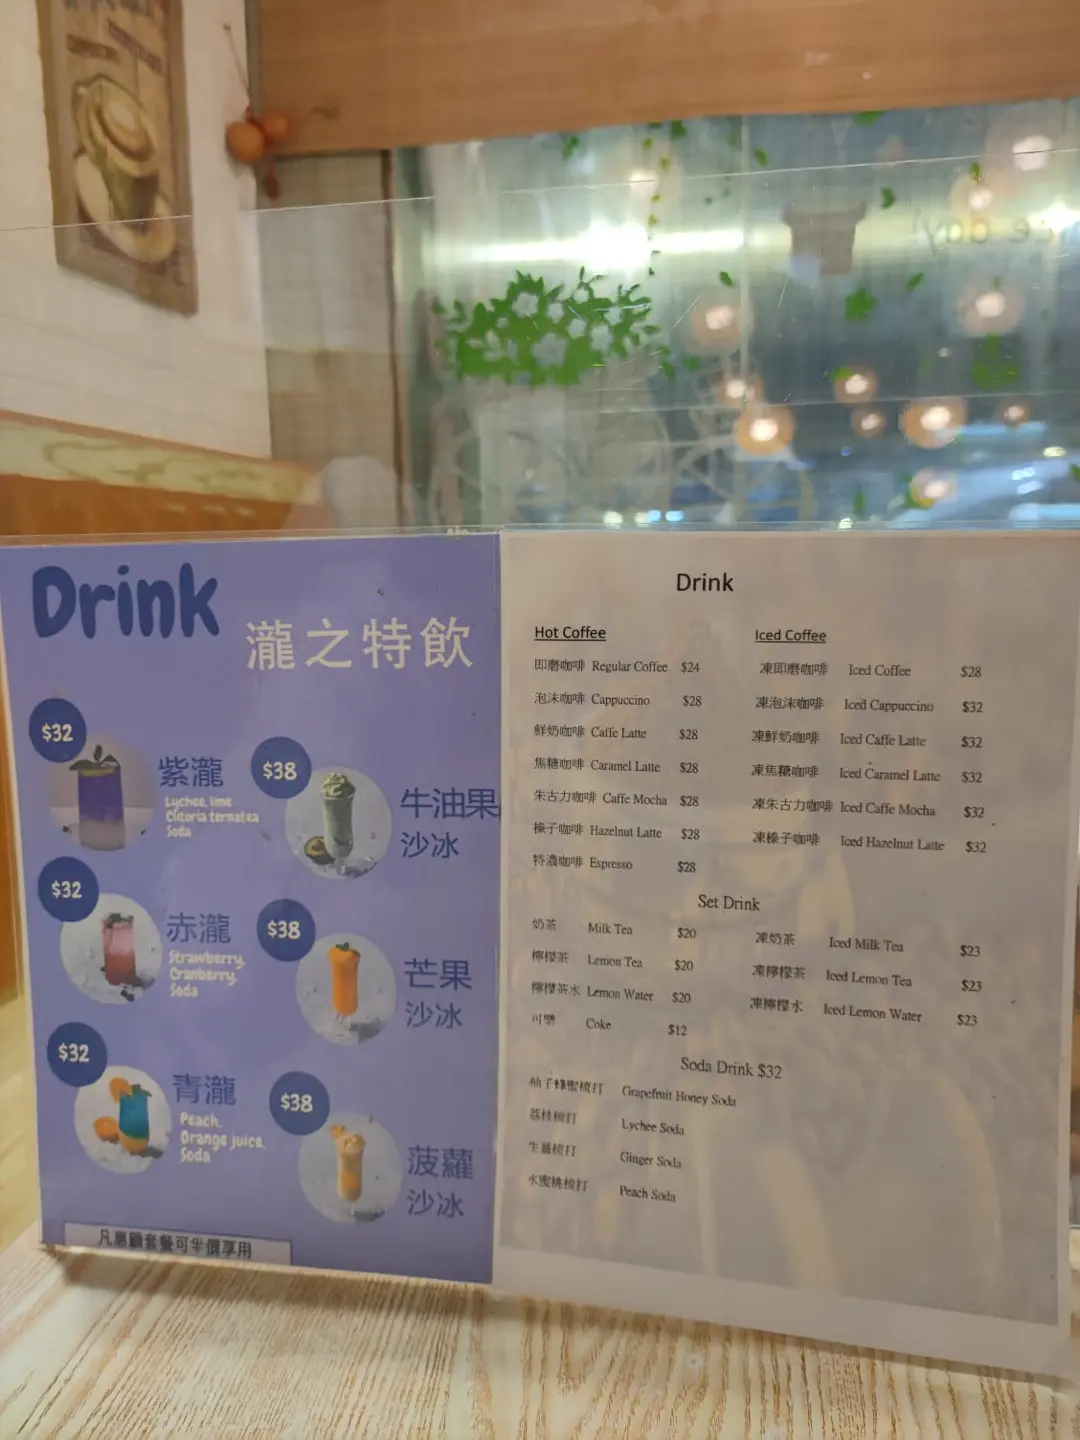 Drink
瀧之特飲
$32
紫瀧
Lychee, lime
Clitoria ternatea
Soda
$38
牛油果
沙冰
$32
赤瀧
Strawberry,
Cranberry,
Soda
$38
芒果
沙冰
$32
青瀧
Peach,
Orange juice,
Soda
$38
菠蘿
沙冰
凡惠顧套餐可半價享用
Drink
Hot Coffee
即磨咖啡 Regular Coffee $24
泡沫咖啡 Cappuccino $28
鮮奶咖啡 Caffe Latte $28
焦糖咖啡 Caramel Latte $28
朱古力咖啡 Caffe Mocha $28
榛子咖啡 Hazelnut Latte $28
特濃咖啡 Espresso $28
Iced Coffee
凍即磨咖啡 Iced Coffee $28
凍泡沫咖啡 Iced Cappuccino $32
凍鮮奶咖啡 Iced Caffe Latte $32
凍焦糖咖啡 Iced Caramel Latte $32
凍朱古力咖啡 Iced Caffe Mocha $32
凍榛子咖啡 Iced Hazelnut Latte $32
Set Drink
奶茶 Milk Tea $20
檸檬茶 Lemon Tea $20
檸檬茶水 Lemon Water $20
可樂 Coke $12
凍奶茶 Iced Milk Tea $23
凍檸檬茶 Iced Lemon Tea $23
凍檸檬水 Iced Lemon Water $23
Soda Drink $32
柚子蜂蜜梳打 Grapefruit Honey Soda
荔枝梳打 Lychee Soda
生薑梳打 Ginger Soda
水蜜桃梳打 Peach Soda